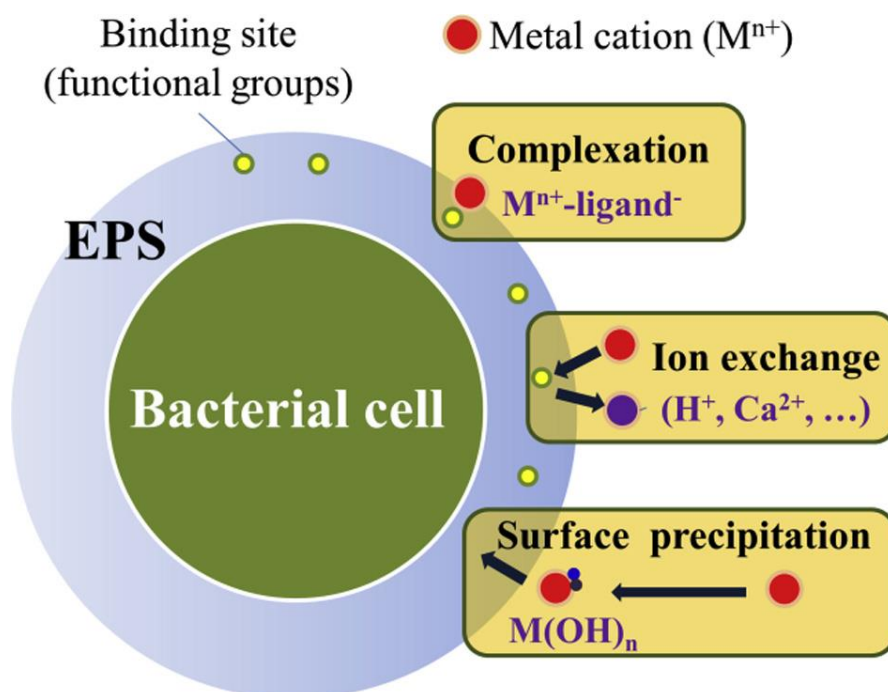 Binding site
(functional groups)
Metal cation (Mⁿ⁺)
Complexation
Mⁿ⁺-ligand⁻
EPS
Bacterial cell
Ion exchange
(H⁺, Ca²⁺, …)
Surface precipitation
M(OH)ₙ